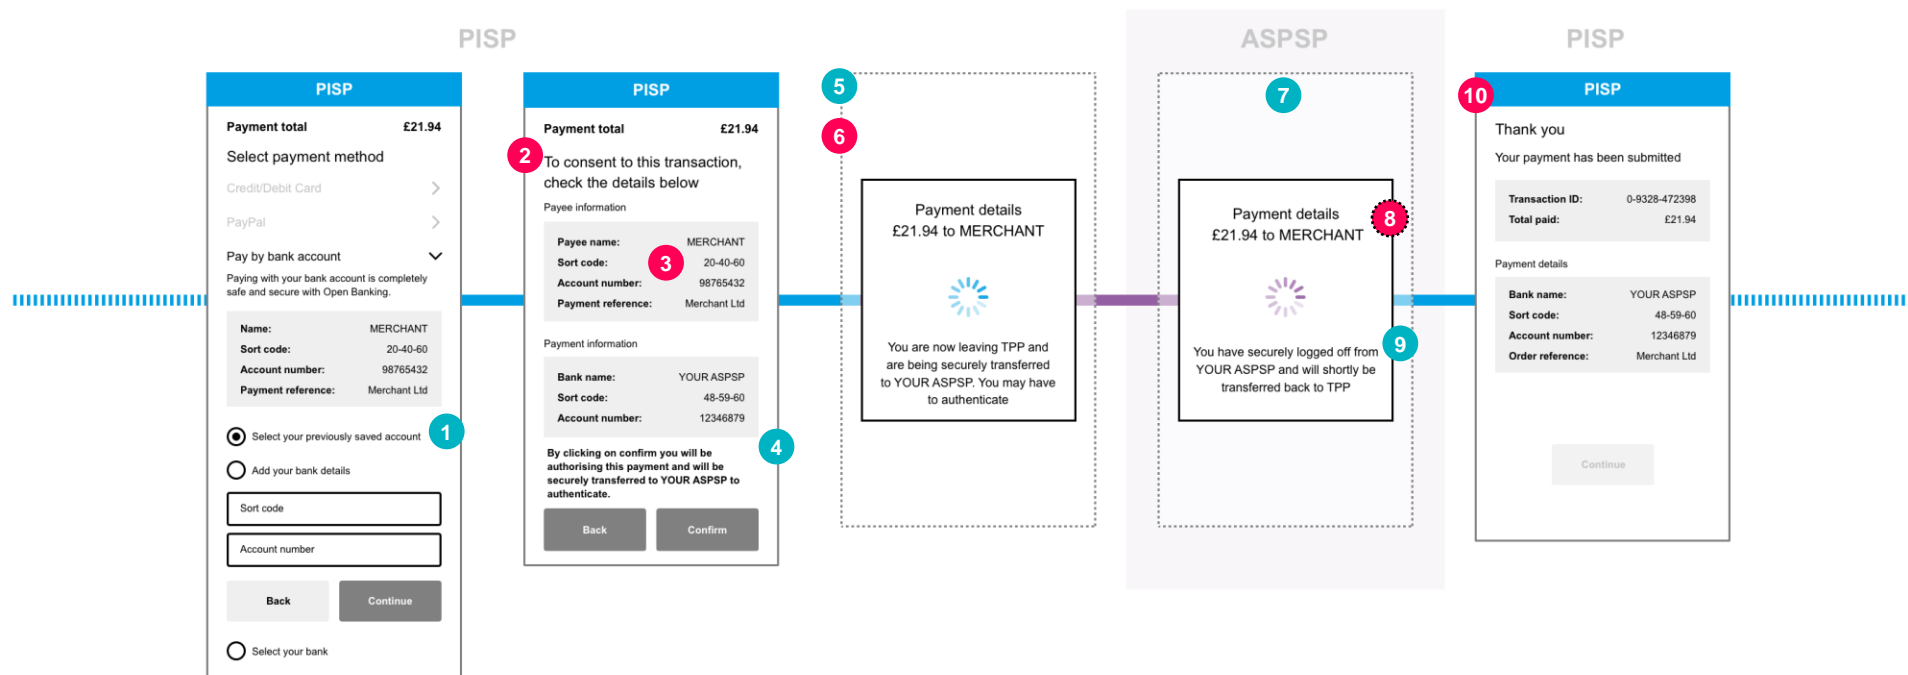 PISP
ASPSP
PISP
PISP
Payment total £21.94
Select payment method
Credit/Debit Card
PayPal
Pay by bank account
Paying with your bank account is completely
safe and secure with Open Banking.
Name: MERCHANT
Sort code: 20-40-60
Account number: 98765432
Payment reference: Merchant Ltd
Select your previously saved account
1
Add your bank details
Sort code
Account number
Back Continue
Select your bank
PISP
Payment total £21.94
2
To consent to this transaction,
check the details below
Payee information
Payee name: MERCHANT
Sort code: 20-40-60
3
Account number: 98765432
Payment reference: Merchant Ltd
Payment information
Bank name: YOUR ASPSP
Sort code: 48-59-60
Account number: 12346879
4
By clicking on confirm you will be
authorising this payment and will be
securely transferred to YOUR ASPSP to
authenticate.
Back Confirm
5
6
Payment details
£21.94 to MERCHANT
You are now leaving TPP and
are being securely transferred
to YOUR ASPSP. You may have
to authenticate
7
Payment details
£21.94 to MERCHANT
8
You have securely logged off from
YOUR ASPSP and will shortly be
transferred back to TPP
9
10
PISP
Thank you
Your payment has been submitted
Transaction ID: 0-9328-472398
Total paid: £21.94
Payment details
Bank name: YOUR ASPSP
Sort code: 48-59-60
Account number: 12346879
Order reference: Merchant Ltd
Continue